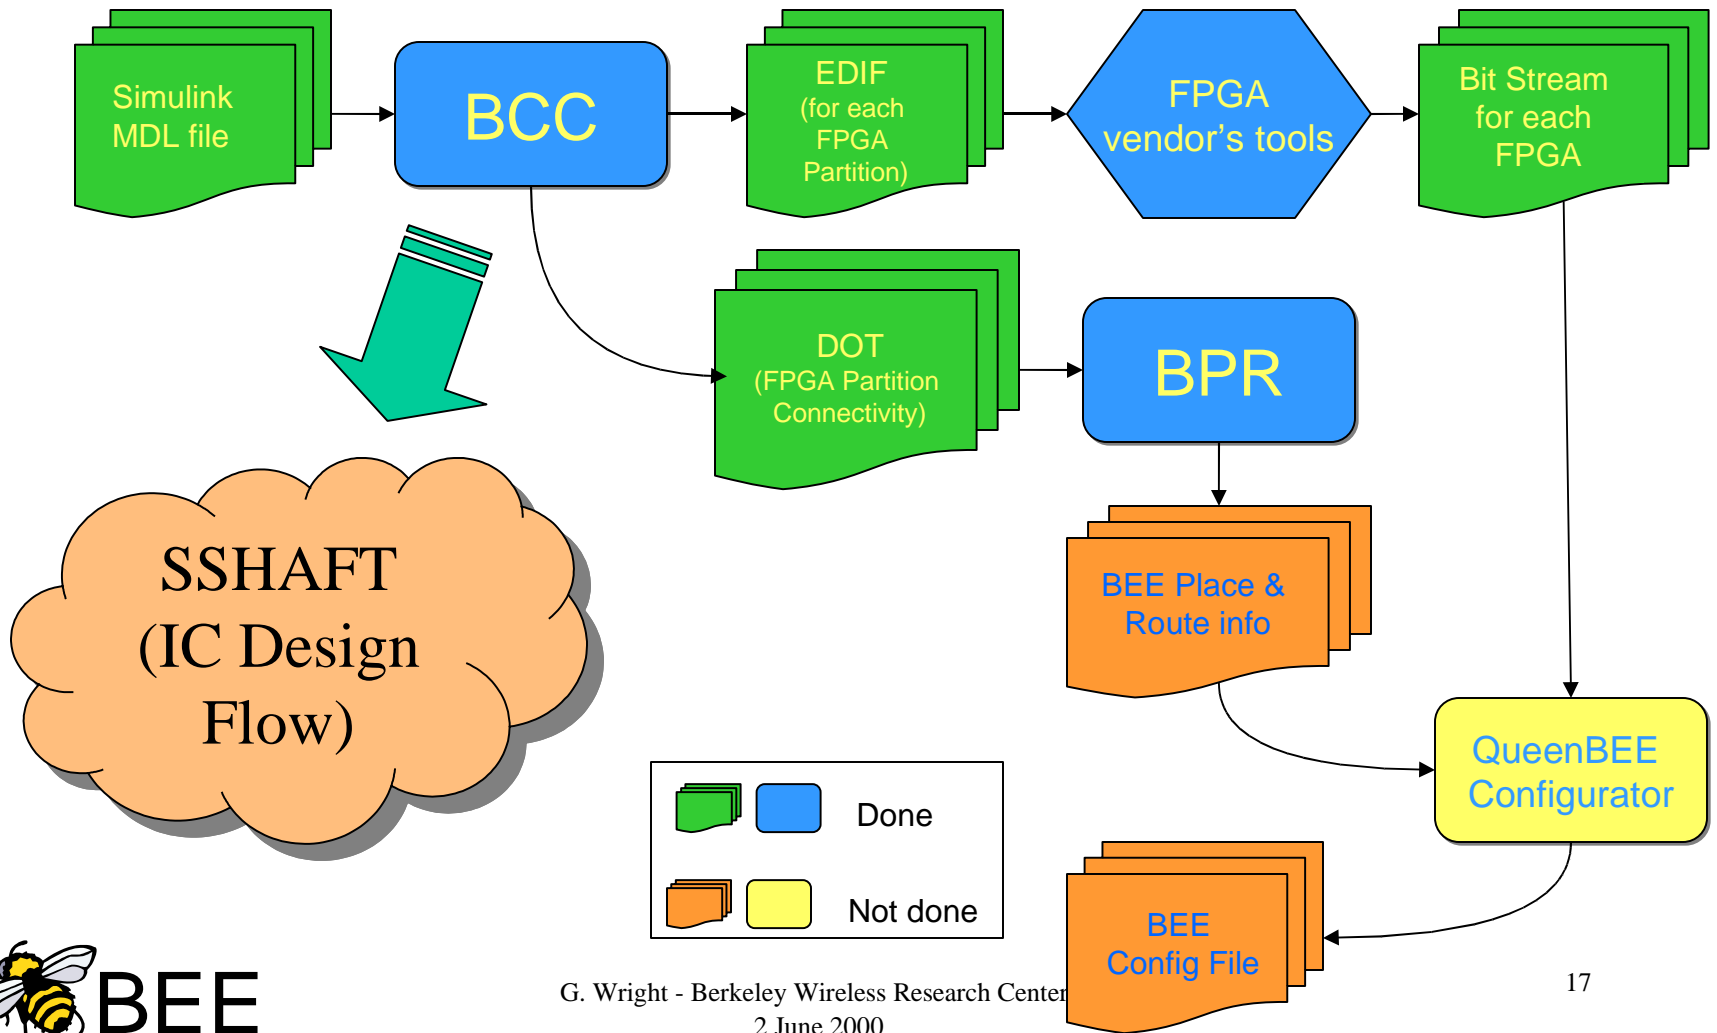 Simulink
MDL file
BCC
EDIF
(for each
FPGA
Partition)
FPGA
vendor's tools
Bit Stream
for each
FPGA
DOT
(FPGA Partition
Connectivity)
BPR
SSHAFT
(IC Design
Flow)
BEE Place &
Route info
QueenBEE
Configurator
Done
Not done
BEE
Config File
BEE
G. Wright - Berkeley Wireless Research Center
2 June 2000
17